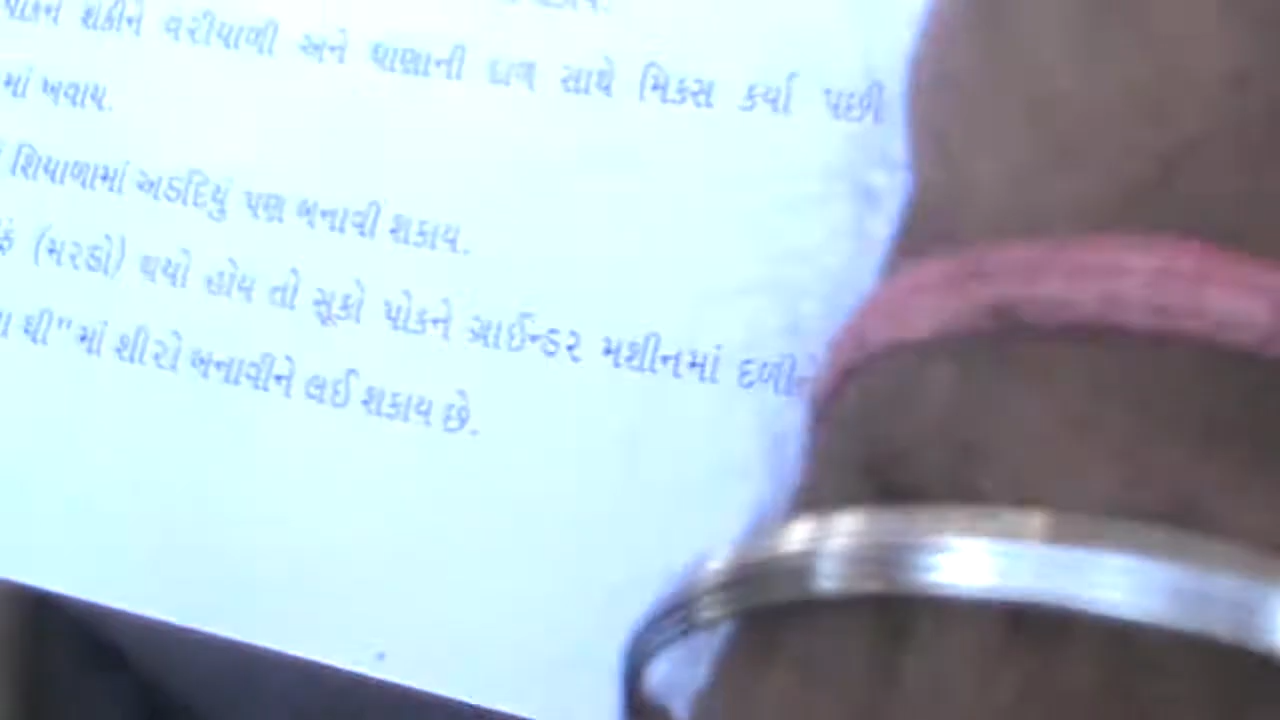 શેકીને વરીયાળી અને ધાણાની દાળ સાથે મિકસ કર્યા પછી
માં ખવાય.
શિયાળામાં અડદિયું પણ બનાવી શકાય.
(મરડો) થયો હોય તો સૂકો પોકને ગ્રાઈન્ડર મશીનમાં દળીને
ઘી"માં શીરો બનાવીને લઈ શકાય છે.